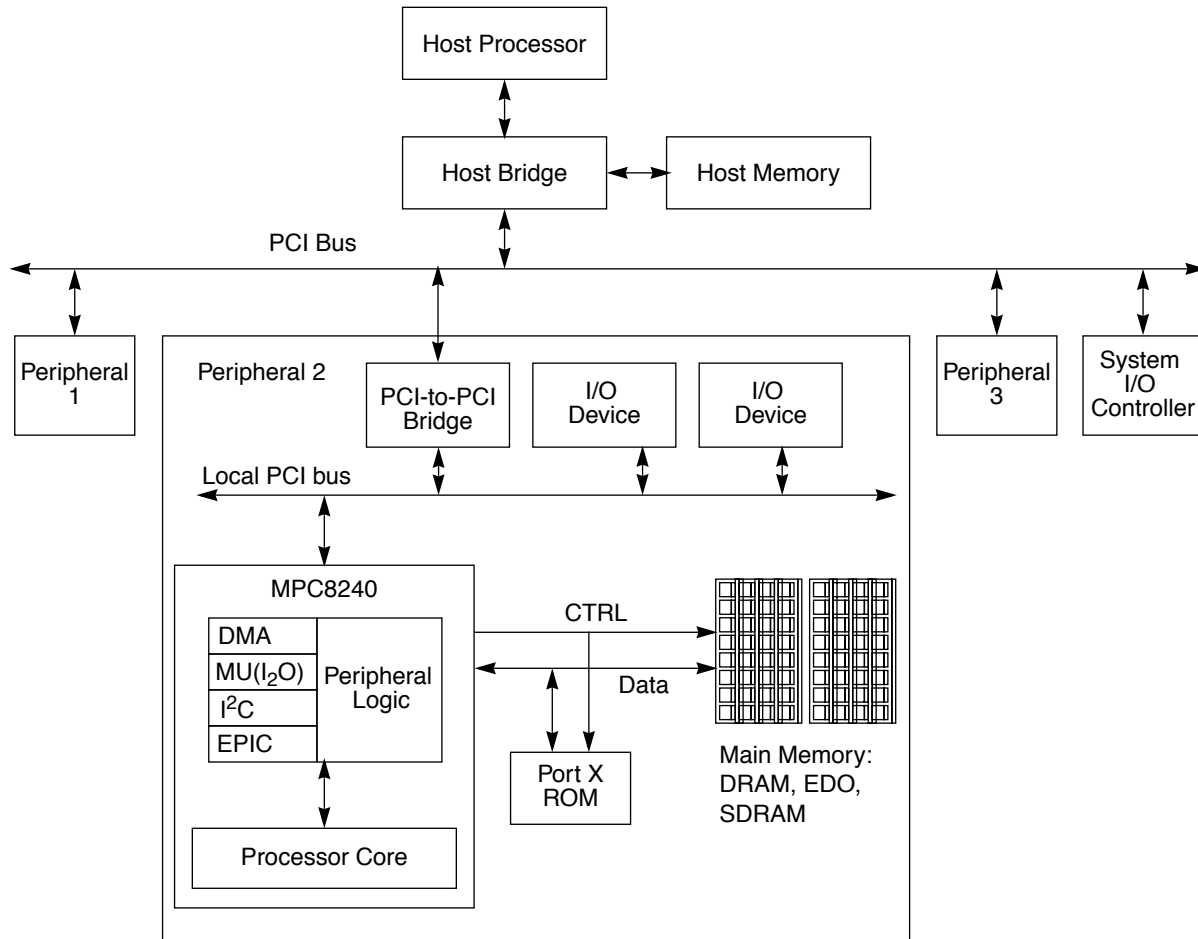 Host Processor
Host Bridge
Host Memory
PCI Bus
Peripheral
1
Peripheral 2
PCI-to-PCI
Bridge
I/O
Device
I/O
Device
Peripheral
3
System
I/O
Controller
Local PCI bus
MPC8240
DMA
MU(I₂O)
I²C
EPIC
Peripheral
Logic
Processor Core
CTRL
Data
Port X
ROM
Main Memory:
DRAM, EDO,
SDRAM